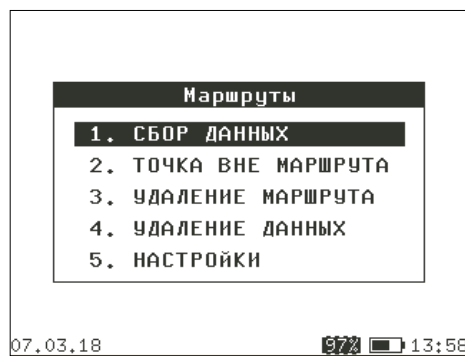 Маршруты
1. СБОР ДАННЫХ
2. ТОЧКА ВНЕ МАРШРУТА
3. УДАЛЕНИЕ МАРШРУТА
4. УДАЛЕНИЕ ДАННЫХ
5. НАСТРОЙКИ
07.03.18 97% 13:58